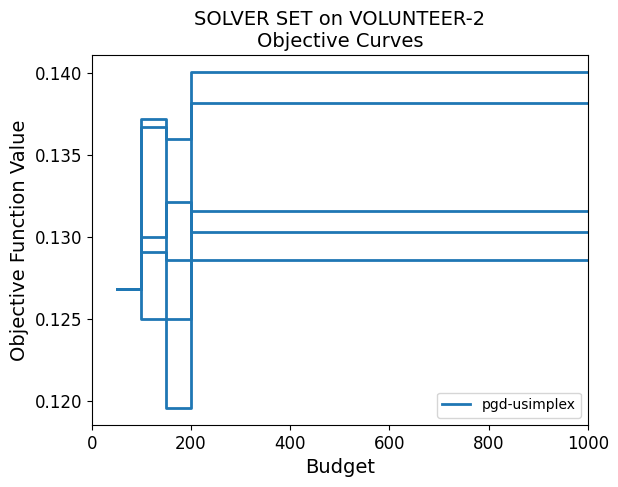 SOLVER SET on VOLUNTEER-2
Objective Curves
Objective Function Value
0.140
0.135
0.130
0.125
0.120
pgd-usimplex
0
200
400
600
800
1000
Budget